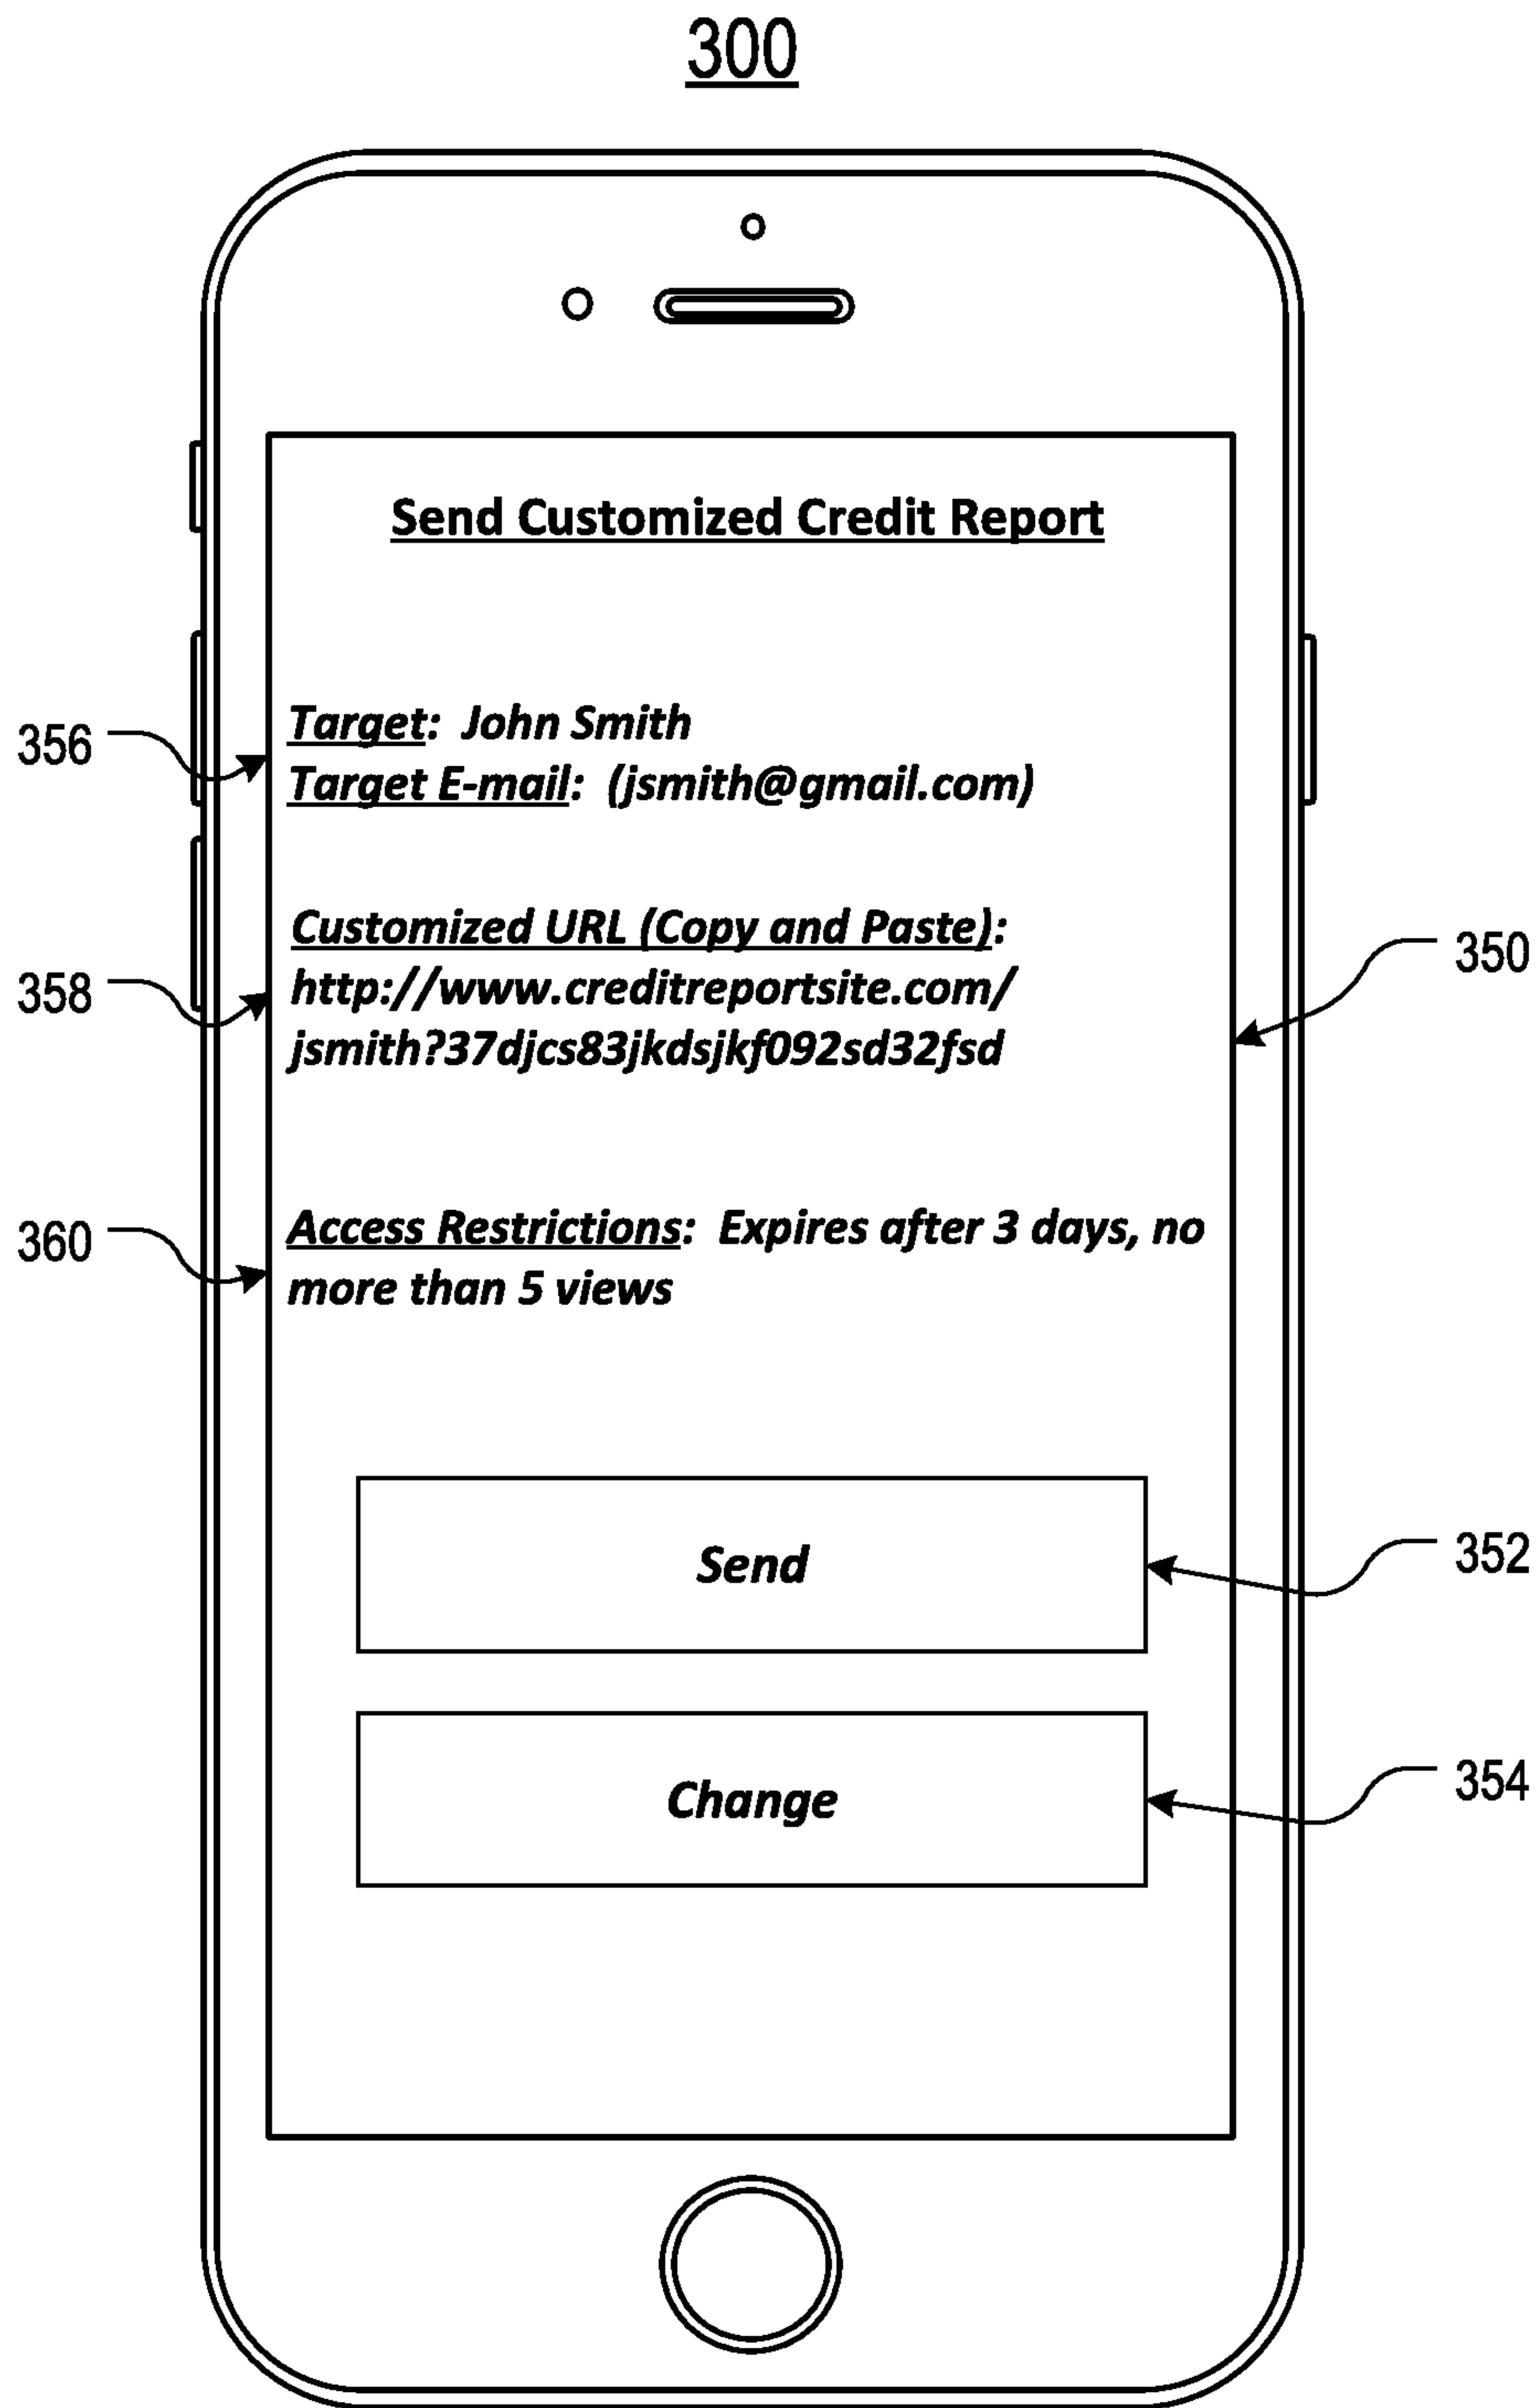 300
Send Customized Credit Report
356
Target: John Smith
Target E-mail: (jsmith@gmail.com)
Customized URL (Copy and Paste):
350
358
http://www.creditreportsite.com/
jsmith?37djcs83jkdsjkf092sd32fsd
360
Access Restrictions: Expires after 3 days, no
more than 5 views
Send
352
Change
354